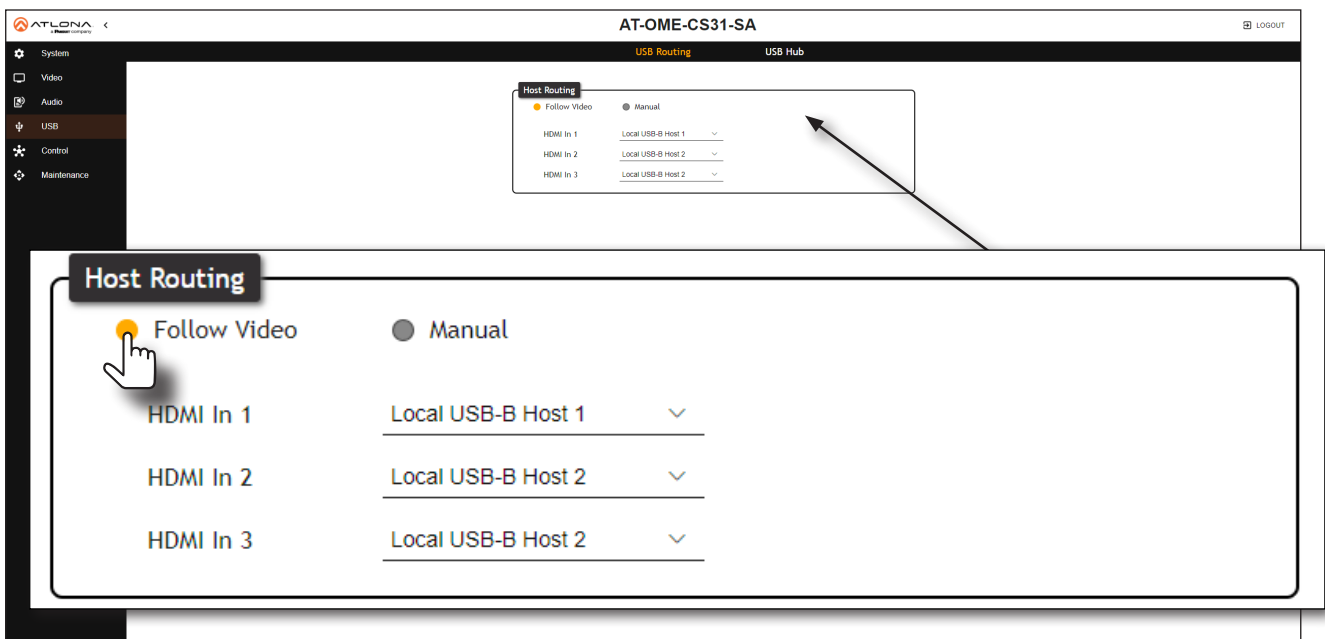 ATLONA
a Panduit company
AT-OME-CS31-SA
LOGOUT
System
Video
Audio
USB
Control
Maintenance
USB Routing
USB Hub
Host Routing
Follow Video
Manual
HDMI In 1
Local USB-B Host 1
HDMI In 2
Local USB-B Host 2
HDMI In 3
Local USB-B Host 2
Host Routing
Follow Video
Manual
HDMI In 1
Local USB-B Host 1
HDMI In 2
Local USB-B Host 2
HDMI In 3
Local USB-B Host 2